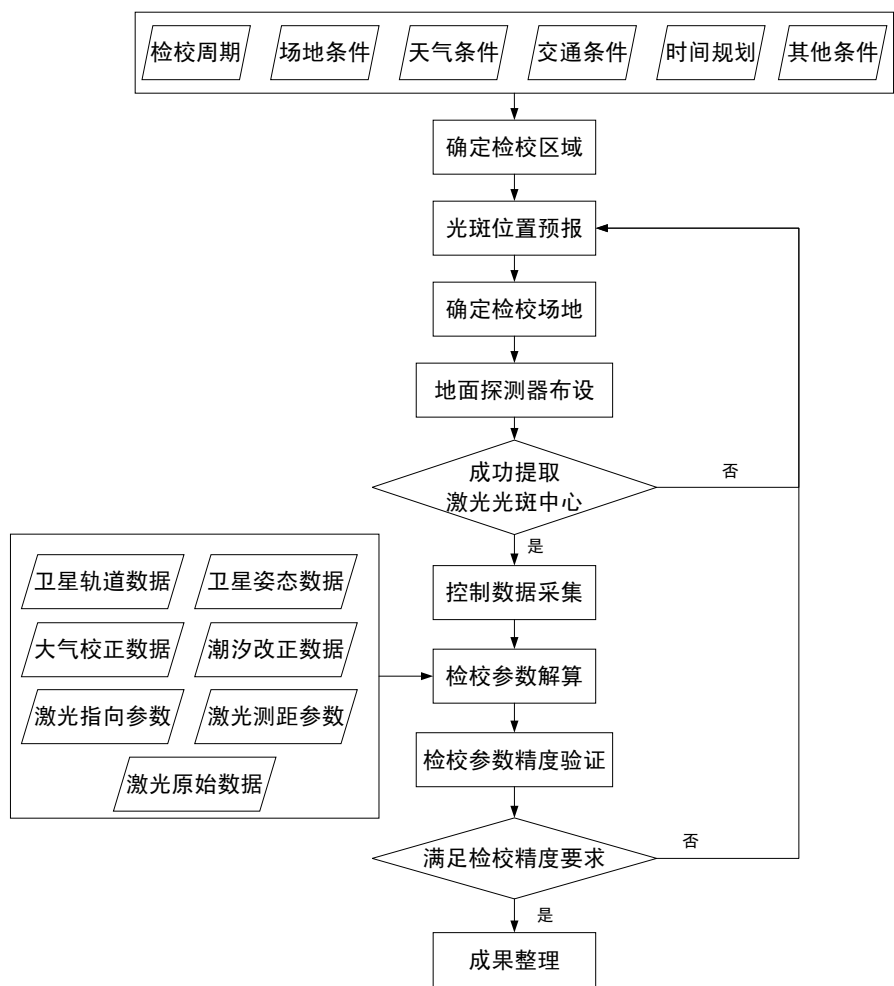 检校周期 场地条件 天气条件 交通条件 时间规划 其他条件
确定检校区域
光斑位置预报
确定检校场地
地面探测器布设
成功提取
激光光斑中心
否
是
卫星轨道数据 卫星姿态数据
大气校正数据 潮汐改正数据
激光指向参数 激光测距参数
激光原始数据
控制数据采集
检校参数解算
检校参数精度验证
满足检校精度要求
否
是
成果整理